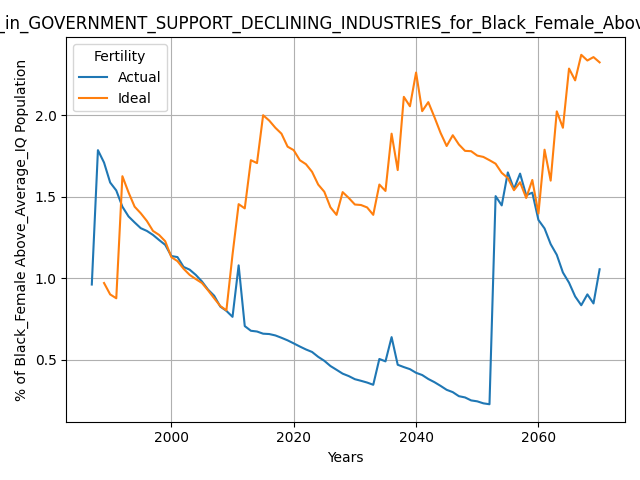 _in_GOVERNMENT_SUPPORT_DECLINING_INDUSTRIES_for_Black_Female_Abov
Fertility
Actual
Ideal
% of Black_Female Above_Average_IQ Population
2.0
1.5
1.0
0.5
2000
2020
2040
2060
Years